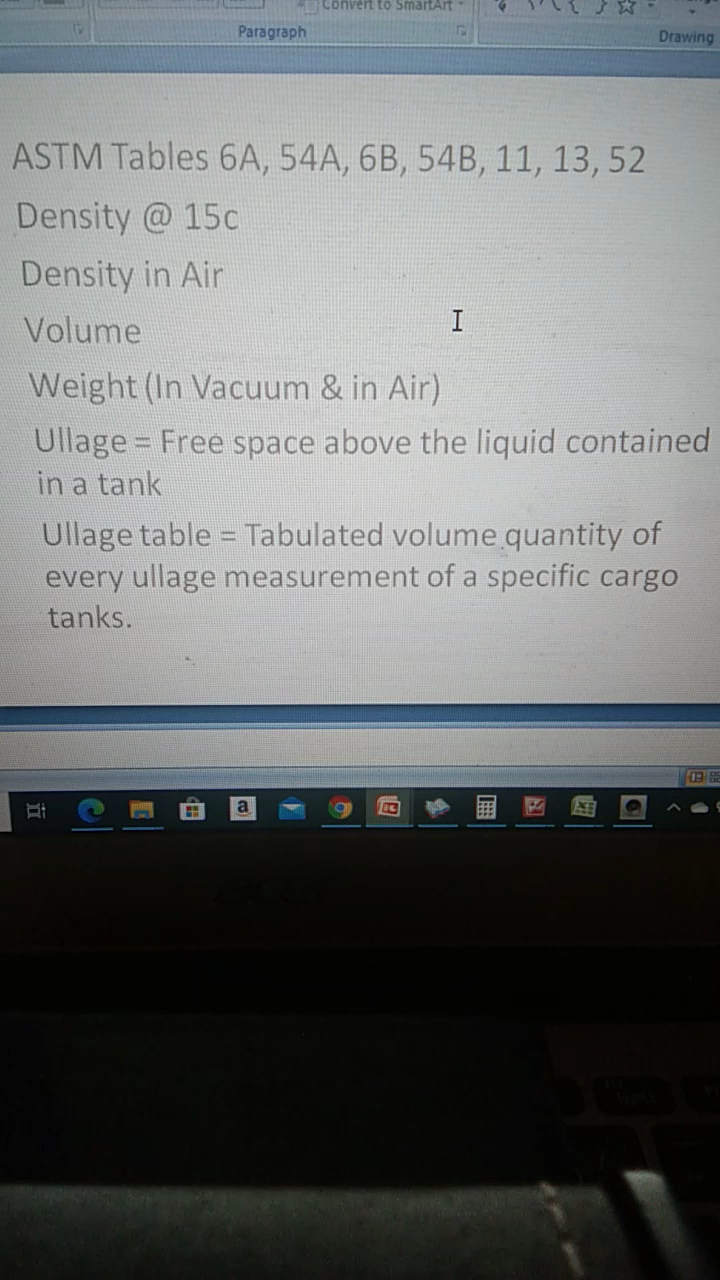 Convert to SmartArt
Paragraph
Drawing
ASTM Tables 6A, 54A, 6B, 54B, 11, 13, 52
Density @ 15c
Density in Air
Volume
Weight (In Vacuum & in Air)
Ullage = Free space above the liquid contained
in a tank
Ullage table = Tabulated volume quantity of
every ullage measurement of a specific cargo
tanks.
a
acer